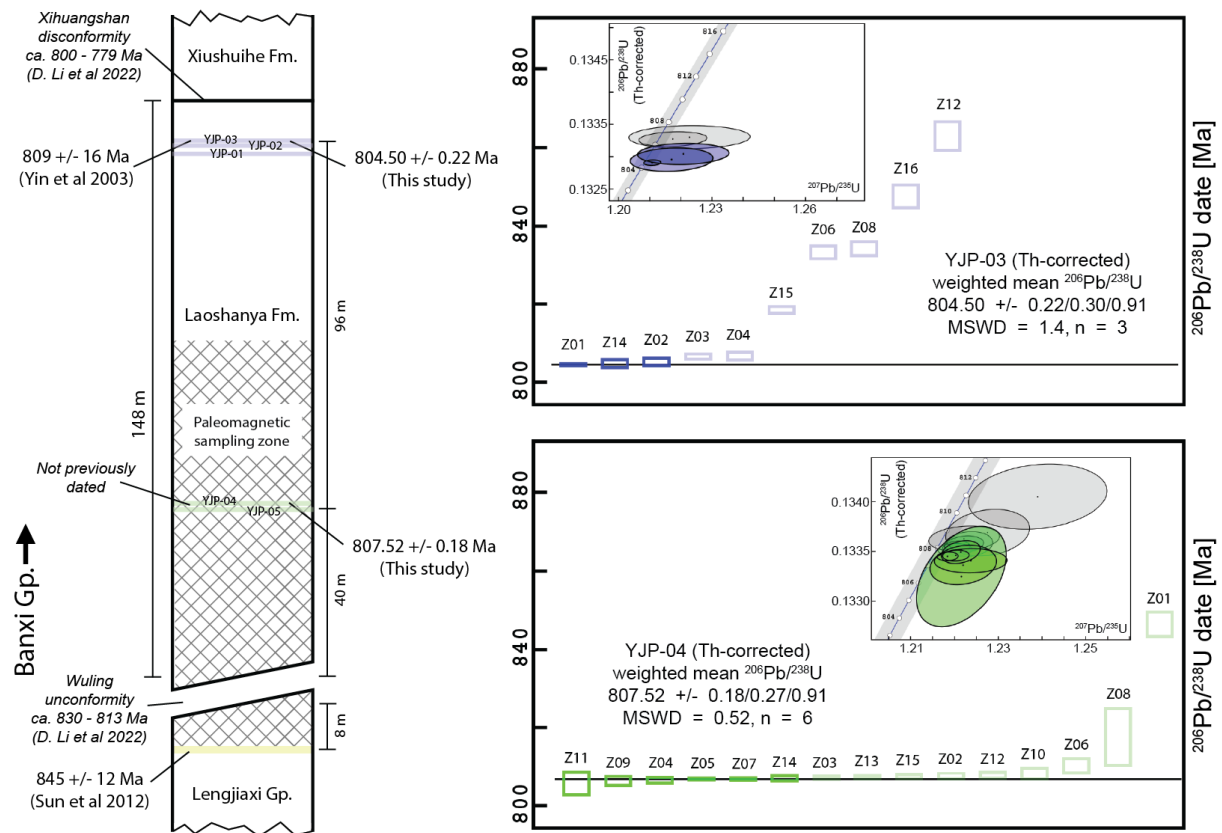 Xihuangshan
disconformity
ca. 800 - 779 Ma
(D. Li et al 2022)
Xiushuihe Fm.
YJP-03
YJP-02
YJP-01
809 +/- 16 Ma
(Yin et al 2003)
804.50 +/- 0.22 Ma
(This study)
Laoshanya Fm.
96 m
148 m
Paleomagnetic
sampling zone
Not previously
dated
YJP-04
YJP-05
807.52 +/- 0.18 Ma
(This study)
40 m
Banxi Gp.
Wuling
unconformity
ca. 830 - 813 Ma
(D. Li et al 2022)
8 m
845 +/- 12 Ma
(Sun et al 2012)
Lengjiaxi Gp.
880
840
800
206Pb/238U date [Ma]
0.1345
0.1335
0.1325
206Pb/238U
(Th-corrected)
816
812
808
804
207Pb/235U
1.20
1.23
1.26
Z01
Z14
Z02
Z03
Z04
Z15
Z06
Z08
Z16
Z12
YJP-03 (Th-corrected)
weighted mean 206Pb/238U
804.50 +/- 0.22/0.30/0.91
MSWD = 1.4, n = 3
880
840
800
206Pb/238U date [Ma]
0.1340
0.1335
0.1330
206Pb/238U
(Th-corrected)
812
810
808
806
804
207Pb/235U
1.21
1.23
1.25
YJP-04 (Th-corrected)
weighted mean 206Pb/238U
807.52 +/- 0.18/0.27/0.91
MSWD = 0.52, n = 6
Z11
Z09
Z04
Z05
Z07
Z14
Z03
Z13
Z15
Z02
Z12
Z10
Z06
Z08
Z01